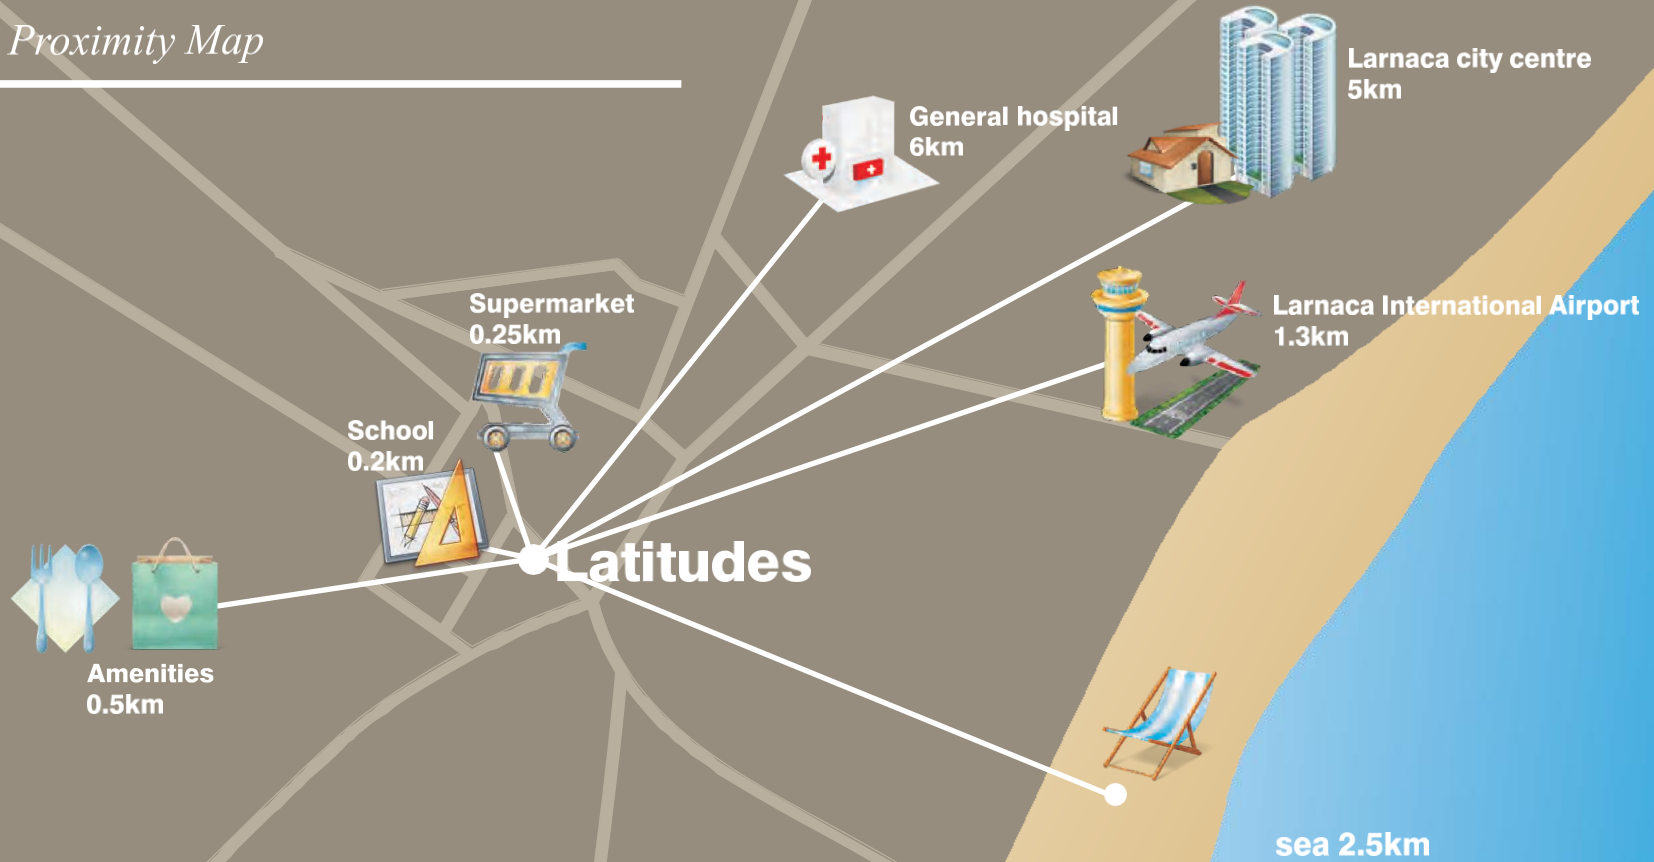 Proximity Map
Larnaca city centre
5km
General hospital
6km
Supermarket
0.25km
Larnaca International Airport
1.3km
School
0.2km
Latitudes
Amenities
0.5km
sea 2.5km